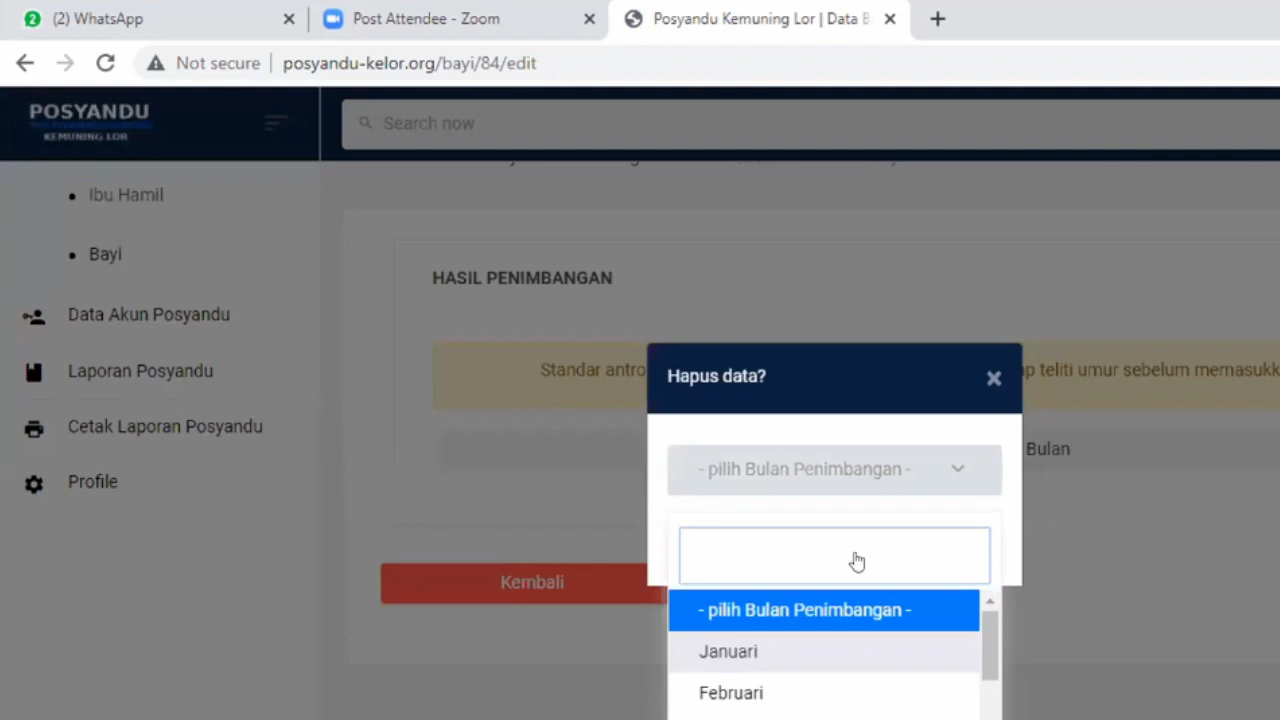 (2) WhatsApp
Post Attendee - Zoom
Posyandu Kemuning Lor | Data B
Not secure
posyandu-kelor.org/bayi/84/edit
POSYANDU
KEMUNING LOR
Search now
Ibu Hamil
Bayi
Data Akun Posyandu
Laporan Posyandu
Cetak Laporan Posyandu
Profile
HASIL PENIMBANGAN
Standar antro
teliti umur sebelum memasukk
Bulan
Kembali
Hapus data?
- pilih Bulan Penimbangan -
- pilih Bulan Penimbangan -
Januari
Februari